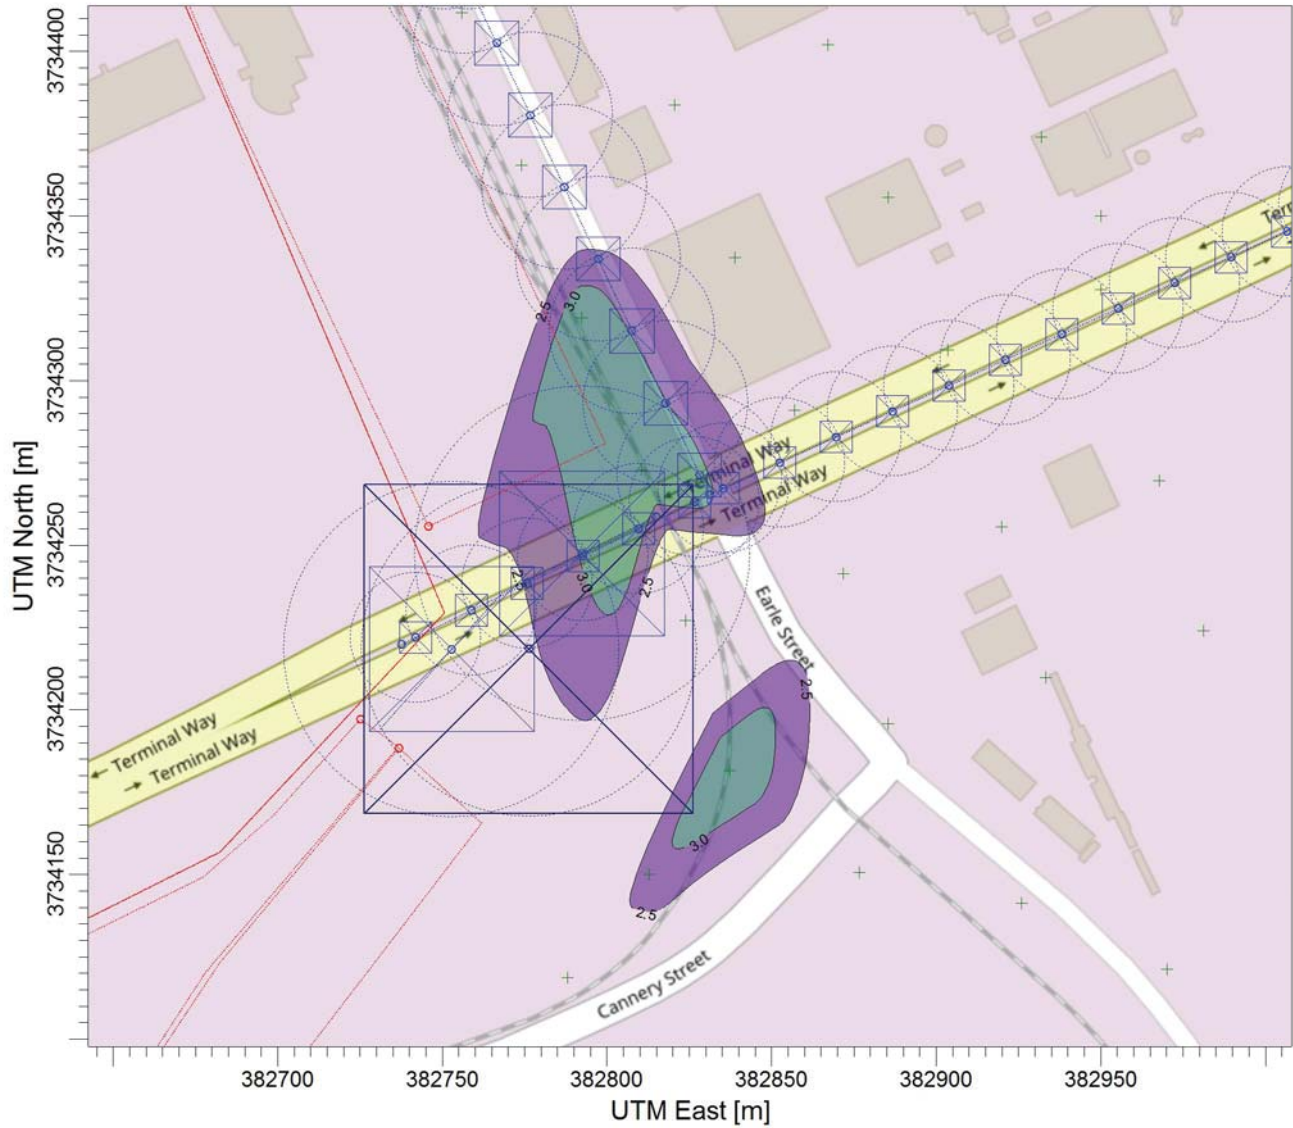 3734400
3734350
3734300
3734250
3734200
3734150
UTM North [m]
Terminal Way
Terminal Way
Terminal Way
Terminal Way
Earle Street
Cannery Street
2.5
3.0
2.5
3.0
2.5
2.5
3.0
2.5
382700
382750
382800
382850
382900
382950
UTM East [m]